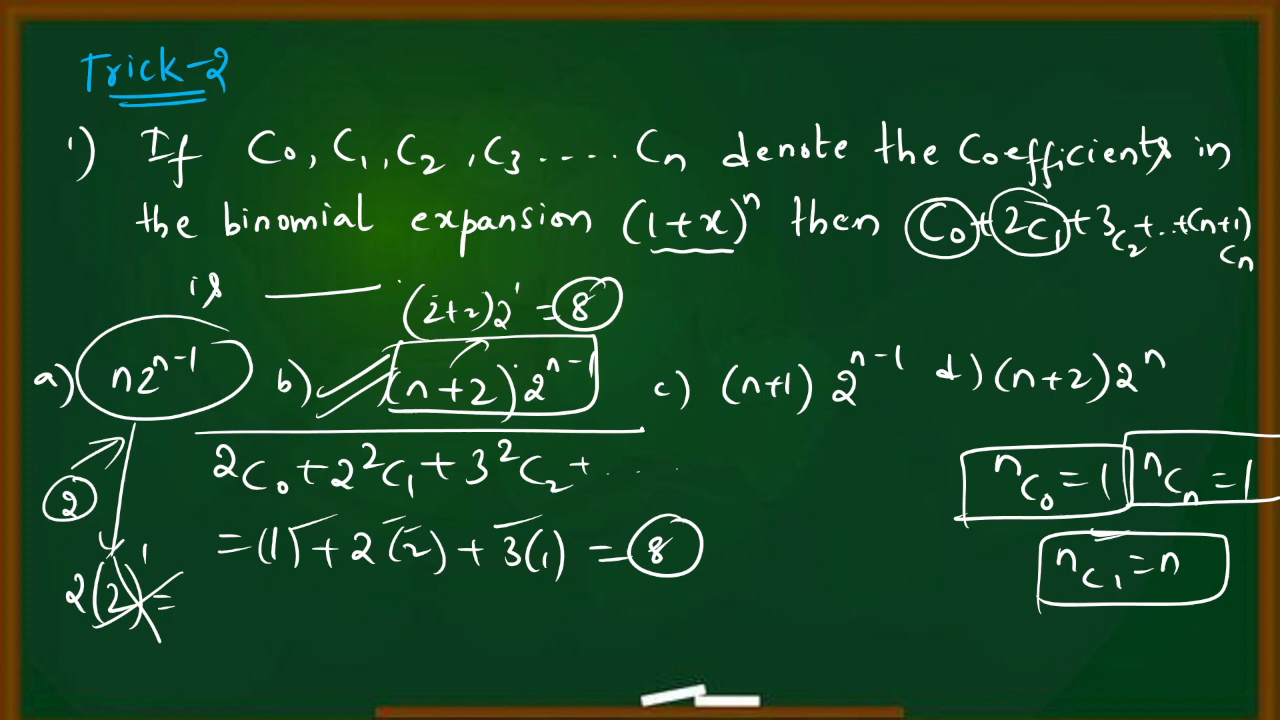 Trick-2
1) If C₀, C₁, C₂, C₃ ..... Cₙ denote the Coefficients in
the binomial expansion (1+x)ⁿ then C₀ + 2C₁ + 3C₂ + ..+(n+1)Cₙ
is ———
(2+2)2¹ = 8
a) n2ⁿ⁻¹ b) (n+2)·2ⁿ⁻¹ c) (n+1) 2ⁿ⁻¹ d) (n+2)2ⁿ
²C₀ + 2²C₁ + 3²C₂ + ....
ⁿC₀ = 1 ⁿCₙ = 1
2
= (1) + 2(2) + 3(1) = 8
ⁿC₁ = n
2(2)¹ =